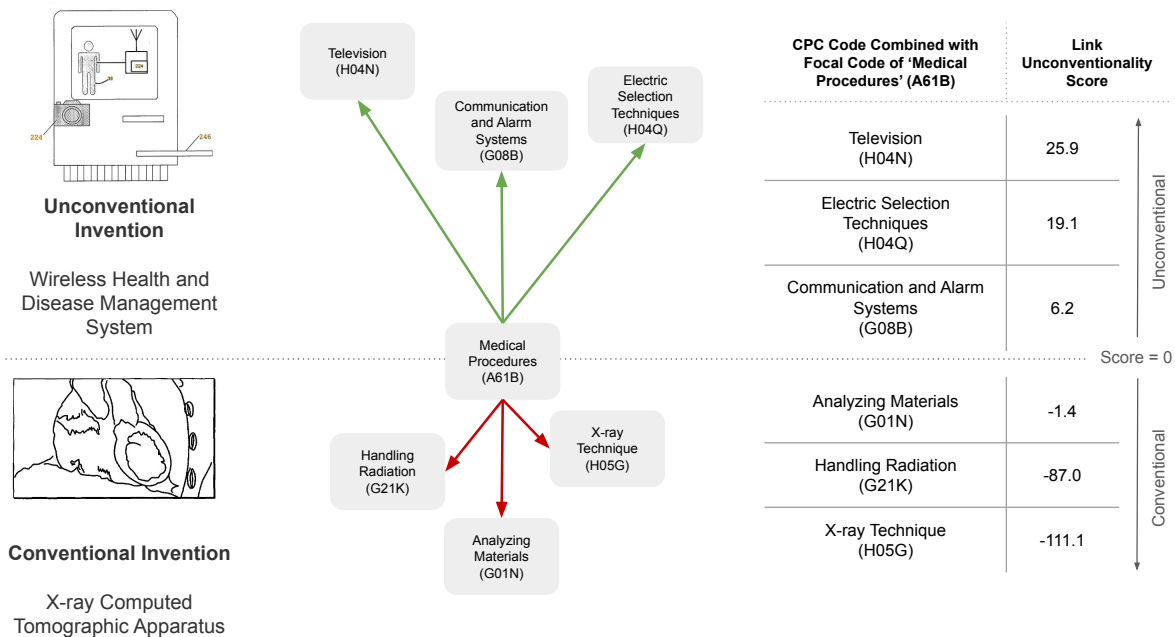 224
39
224
246
Unconventional
Invention
Wireless Health and
Disease Management
System
Conventional Invention
X-ray Computed
Tomographic Apparatus
Television
(H04N)
Communication
and Alarm
Systems
(G08B)
Electric
Selection
Techniques
(H04Q)
Medical
Procedures
(A61B)
Handling
Radiation
(G21K)
Analyzing
Materials
(G01N)
X-ray
Technique
(H05G)
CPC Code Combined with
Focal Code of ‘Medical
Procedures’ (A61B)
Link
Unconventionality
Score
Television
(H04N)
25.9
Electric Selection
Techniques
(H04Q)
19.1
Communication and Alarm
Systems
(G08B)
6.2
Analyzing Materials
(G01N)
-1.4
Handling Radiation
(G21K)
-87.0
X-ray Technique
(H05G)
-111.1
Unconventional
Score = 0
Conventional